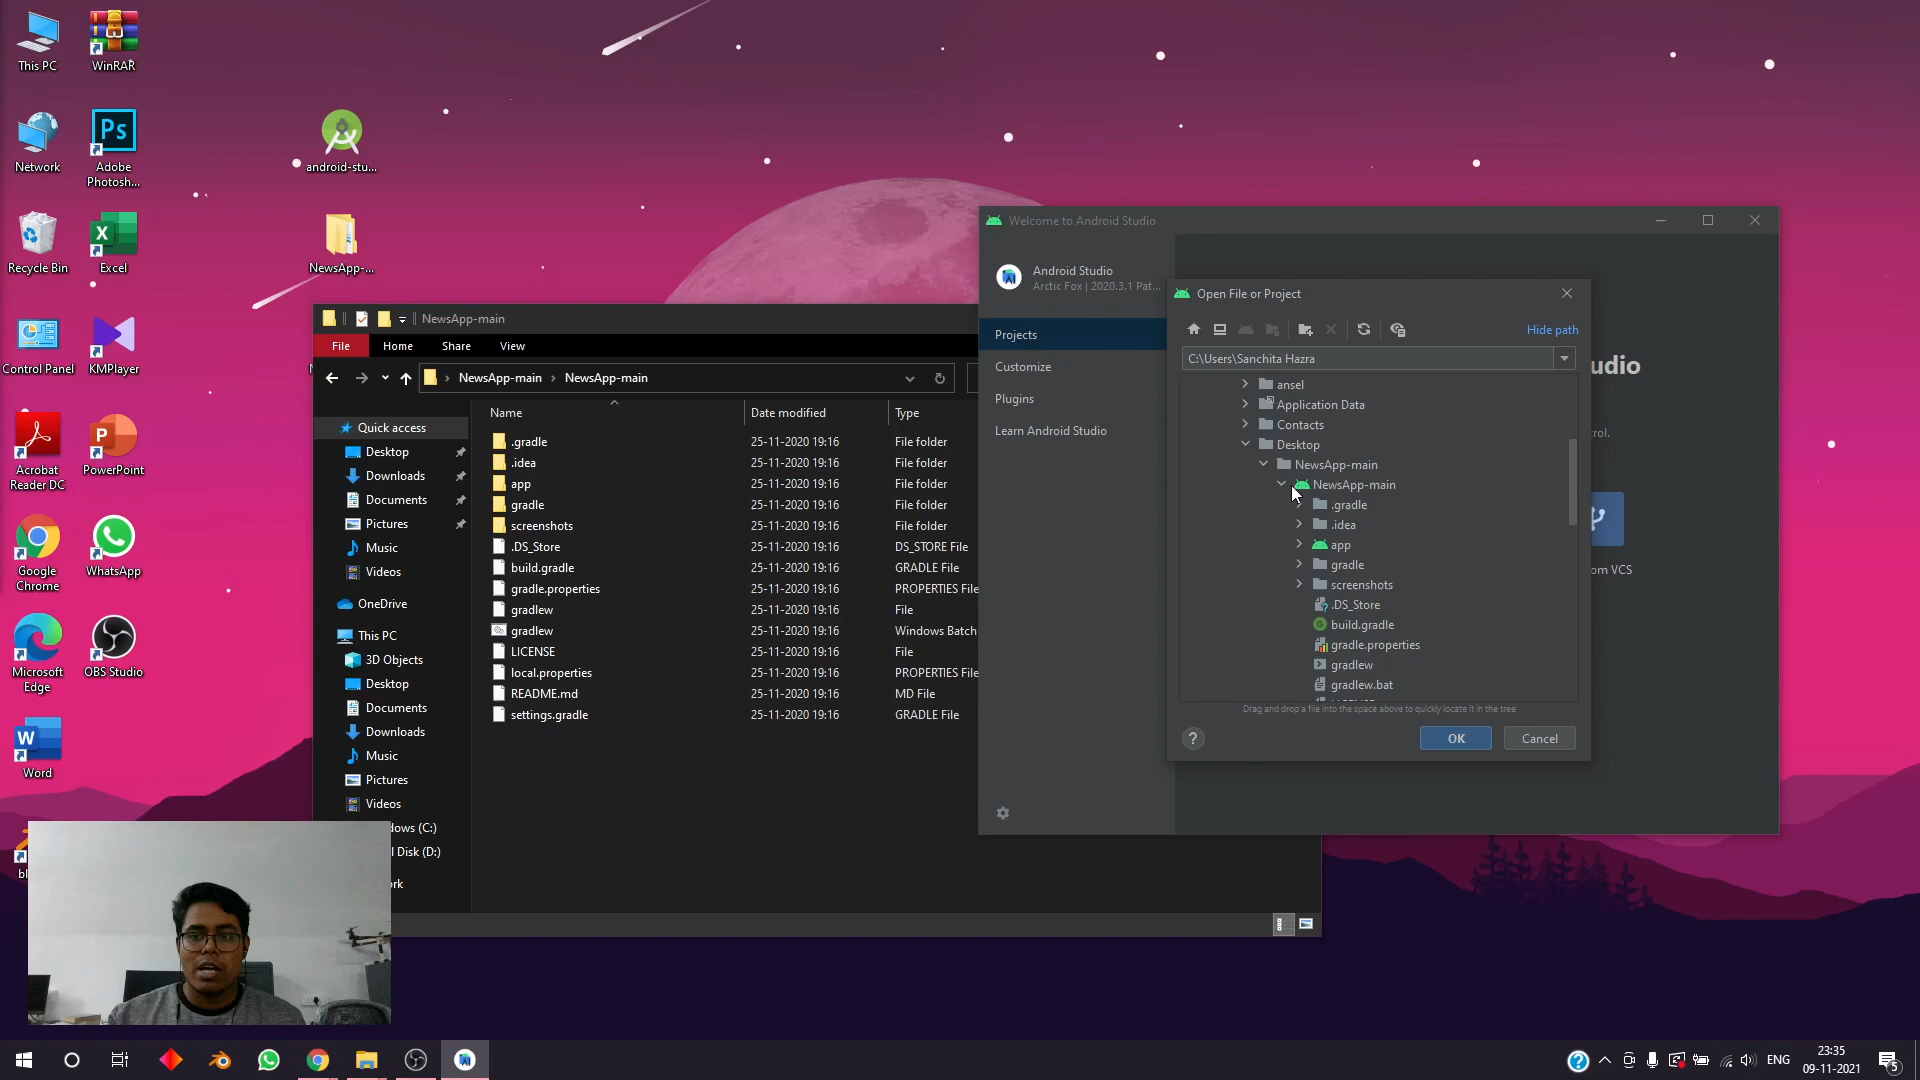 This PC
WinRAR
Network
Adobe
Photosh...
android-stu...
Recycle Bin
Excel
NewsApp-...
Control Panel
KMPlayer
Acrobat
Reader DC
PowerPoint
Google
Chrome
WhatsApp
Microsoft
Edge
OBS Studio
Word
bl
NewsApp-main
File
Home
Share
View
NewsApp-main › NewsApp-main
Name
Date modified
Type
Quick access
Desktop
Downloads
Documents
Pictures
Music
Videos
OneDrive
This PC
3D Objects
Desktop
Documents
Downloads
Music
Pictures
Videos
dows (C:)
l Disk (D:)
rk
.gradle 25-11-2020 19:16 File folder
.idea 25-11-2020 19:16 File folder
app 25-11-2020 19:16 File folder
gradle 25-11-2020 19:16 File folder
screenshots 25-11-2020 19:16 File folder
.DS_Store 25-11-2020 19:16 DS_STORE File
build.gradle 25-11-2020 19:16 GRADLE File
gradle.properties 25-11-2020 19:16 PROPERTIES File
gradlew 25-11-2020 19:16 File
gradlew 25-11-2020 19:16 Windows Batch
LICENSE 25-11-2020 19:16 File
local.properties 25-11-2020 19:16 PROPERTIES File
README.md 25-11-2020 19:16 MD File
settings.gradle 25-11-2020 19:16 GRADLE File
Welcome to Android Studio
Android Studio
Arctic Fox | 2020.3.1 Pat...
Projects
Customize
Plugins
Learn Android Studio
udio
rol.
om VCS
Open File or Project
Hide path
C:\Users\Sanchita Hazra
ansel
Application Data
Contacts
Desktop
NewsApp-main
NewsApp-main
.gradle
.idea
app
gradle
screenshots
.DS_Store
build.gradle
gradle.properties
gradlew
gradlew.bat
Drag and drop a file into the space above to quickly locate it in the tree
?
OK
Cancel
ENG
23:35
09-11-2021
5